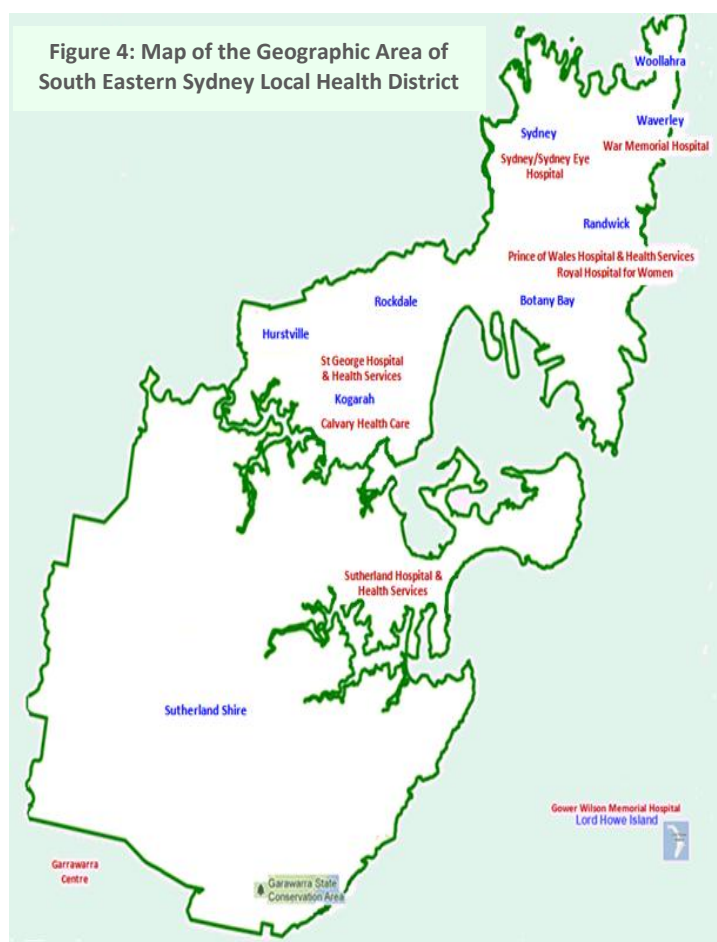 Figure 4: Map of the Geographic Area of
South Eastern Sydney Local Health District
Woollahra
Waverley
War Memorial Hospital
Sydney
Sydney/Sydney Eye
Hospital
Randwick
Prince of Wales Hospital & Health Services
Royal Hospital for Women
Botany Bay
Rockdale
Hurstville
St George Hospital
& Health Services
Kogarah
Calvary Health Care
Sutherland Hospital &
Health Services
Sutherland Shire
Gower Wilson Memorial Hospital
Lord Howe Island
Garrawarra
Centre
Garawarra State
Conservation Area